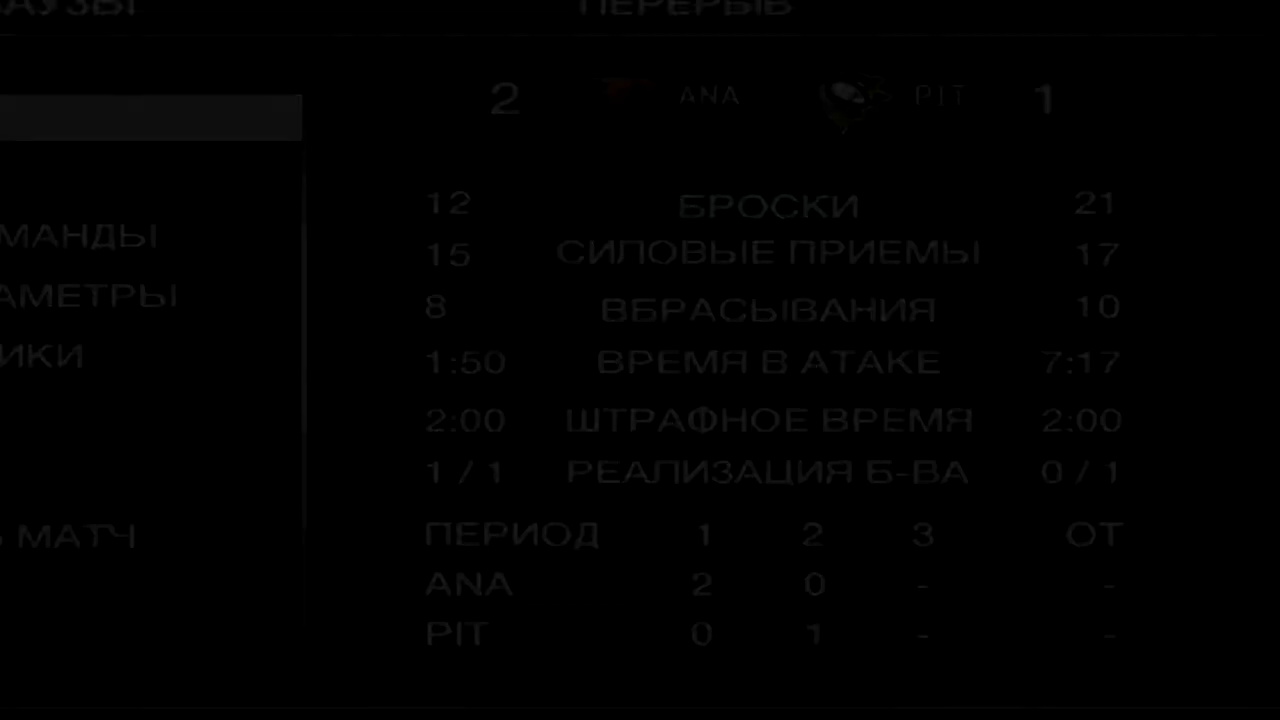 ПЕРЕРЫВ
2 ANA PIT 1
12 БРОСКИ 21
15 СИЛОВЫЕ ПРИЕМЫ 17
8 ВБРАСЫВАНИЯ 10
1:50 ВРЕМЯ В АТАКЕ 7:17
2:00 ШТРАФНОЕ ВРЕМЯ 2:00
1 / 1 РЕАЛИЗАЦИЯ Б-ВА 0 / 1
ПЕРИОД 1 2 3 ОТ
ANA 2 0 - -
PIT 0 1 - -
МАНДЫ
АМЕТРЫ
ИКИ
МАТЧ